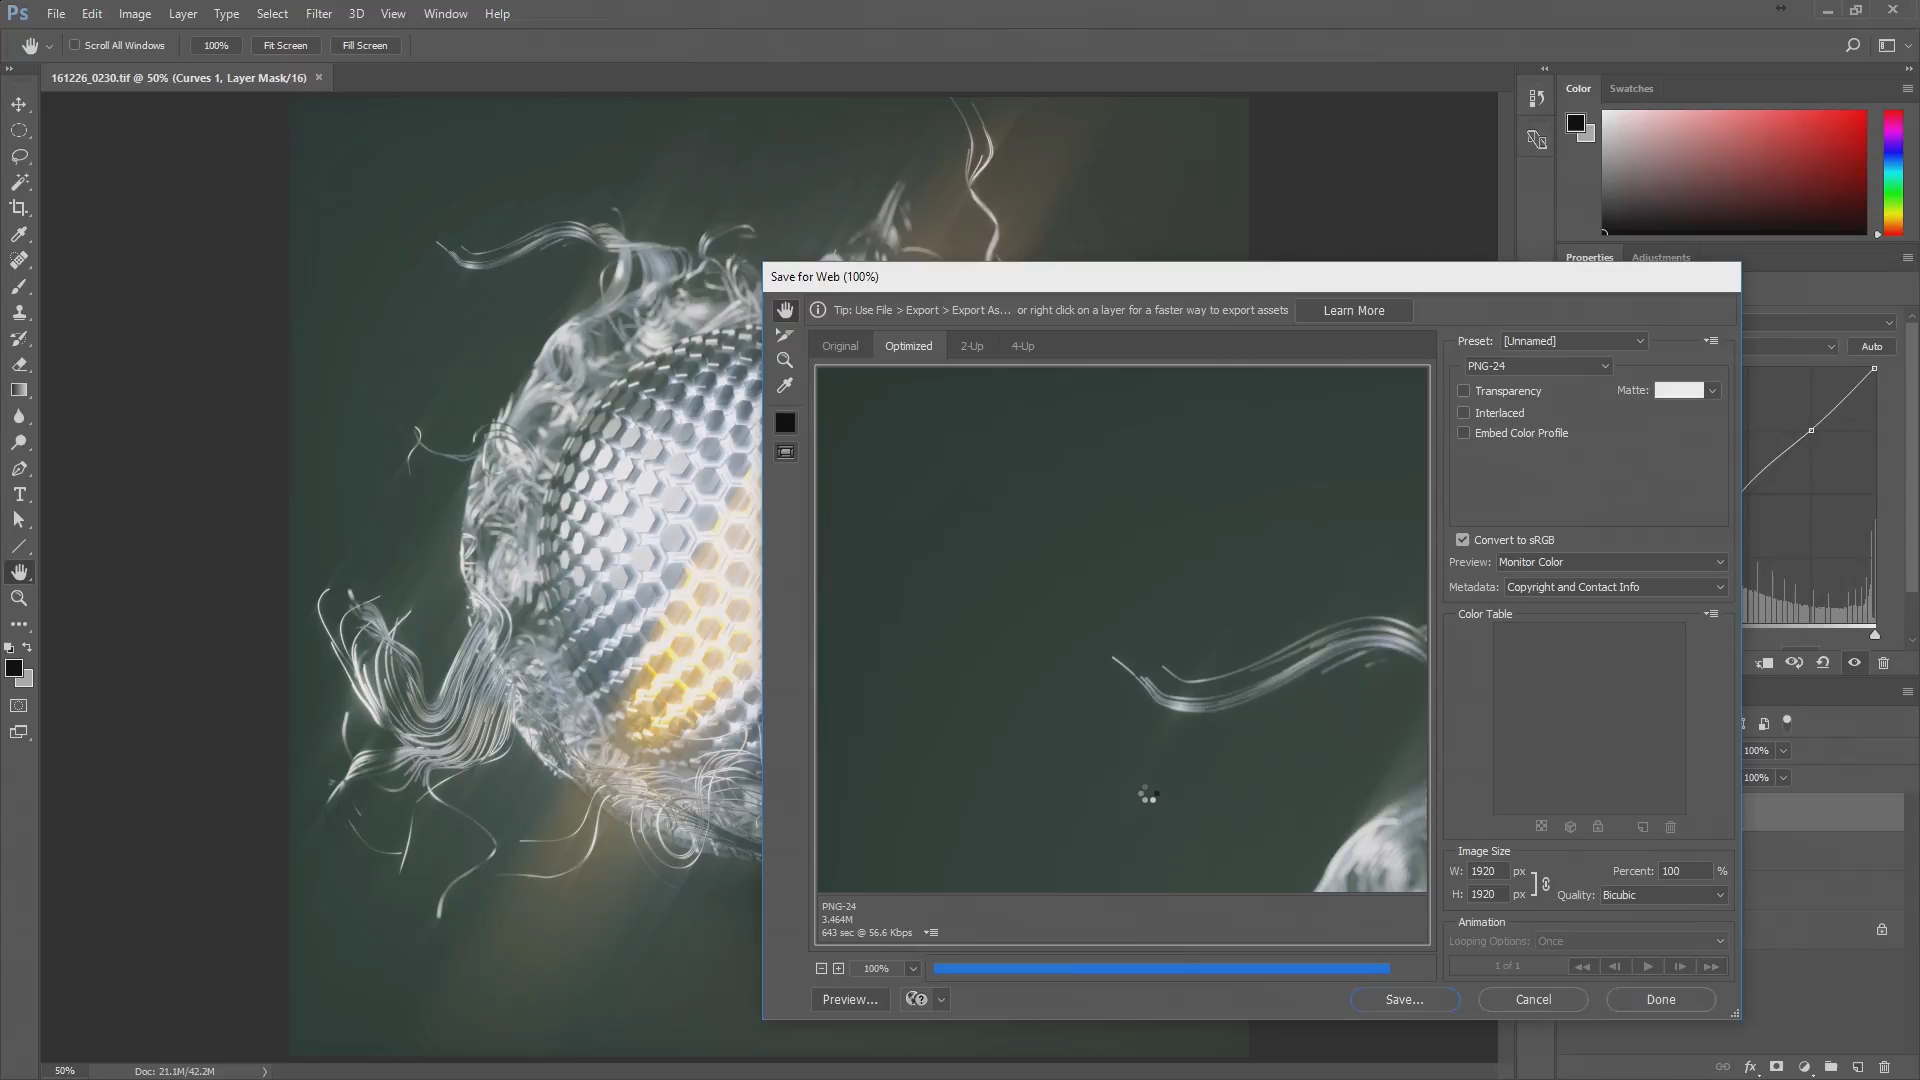 Ps File Edit Image Layer Type Select Filter 3D View Window Help
Scroll All Windows 100% Fit Screen Fill Screen
161226_0230.tif @ 50% (Curves 1, Layer Mask/16) ×
Color Swatches
Properties Adjustments
Save for Web (100%)
Tip: Use File > Export > Export As... or right click on a layer for a faster way to export assets Learn More
Original Optimized 2-Up 4-Up
Preset: [Unnamed]
Auto
PNG-24
Transparency Matte:
Interlaced
Embed Color Profile
Convert to sRGB
Preview: Monitor Color
Metadata: Copyright and Contact Info
Color Table
100%
100%
Image Size
W: 1920 px Percent: 100 %
H: 1920 px Quality: Bicubic
PNG-24
3.464M
643 sec @ 56.6 Kbps
Animation
Looping Options: Once
1 of 1
100%
Preview... Save... Cancel Done
50% Doc: 21.1M/42.2M
fx